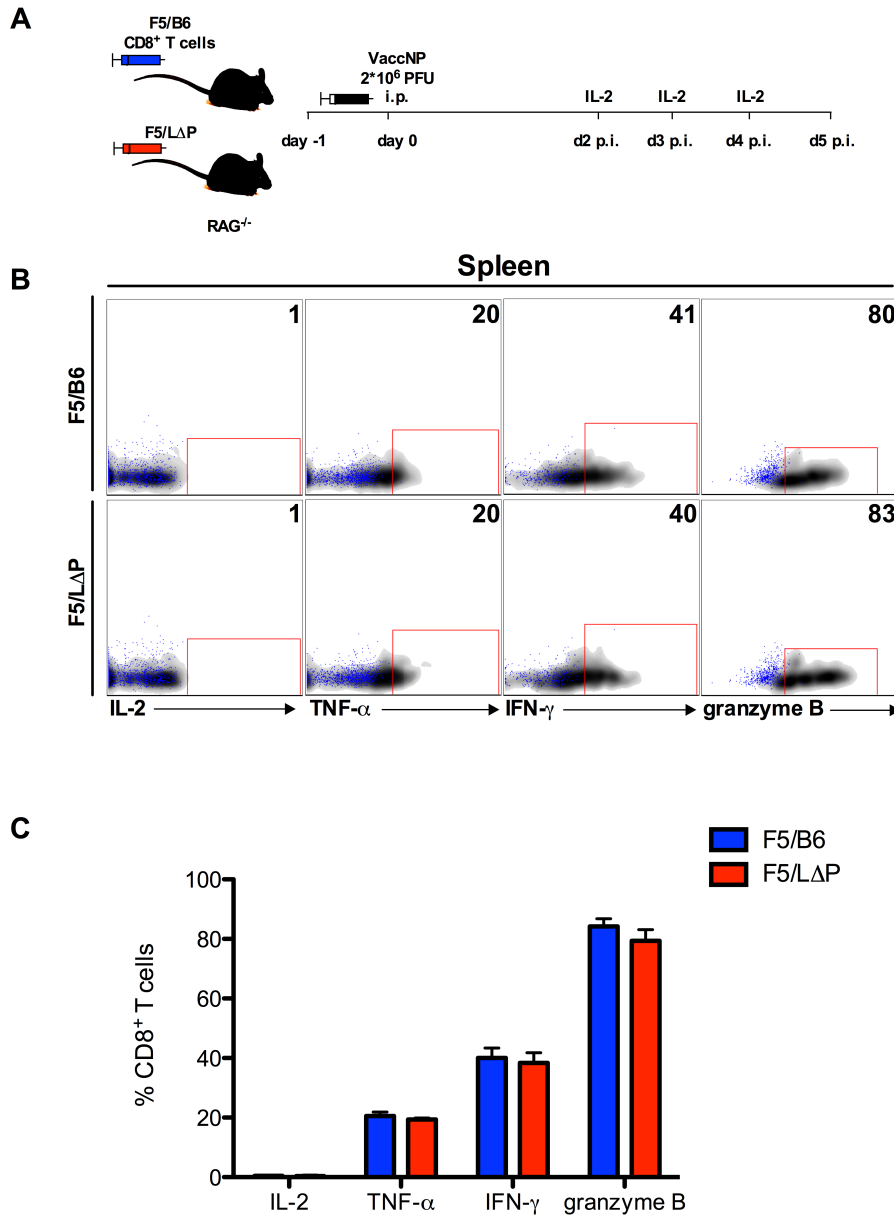 A
F5/B6
CD8+ T cells
F5/LΔP
RAG-/-
VaccNP
2*10⁶ PFU
i.p.
IL-2 IL-2 IL-2
day -1 day 0 d2 p.i. d3 p.i. d4 p.i. d5 p.i.
B
Spleen
F5/B6
1 20 41 80
F5/LΔP
1 20 40 83
IL-2 TNF-α IFN-γ granzyme B
C
F5/B6
F5/LΔP
% CD8+ T cells
100
80
60
40
20
0
IL-2 TNF-α IFN-γ granzyme B